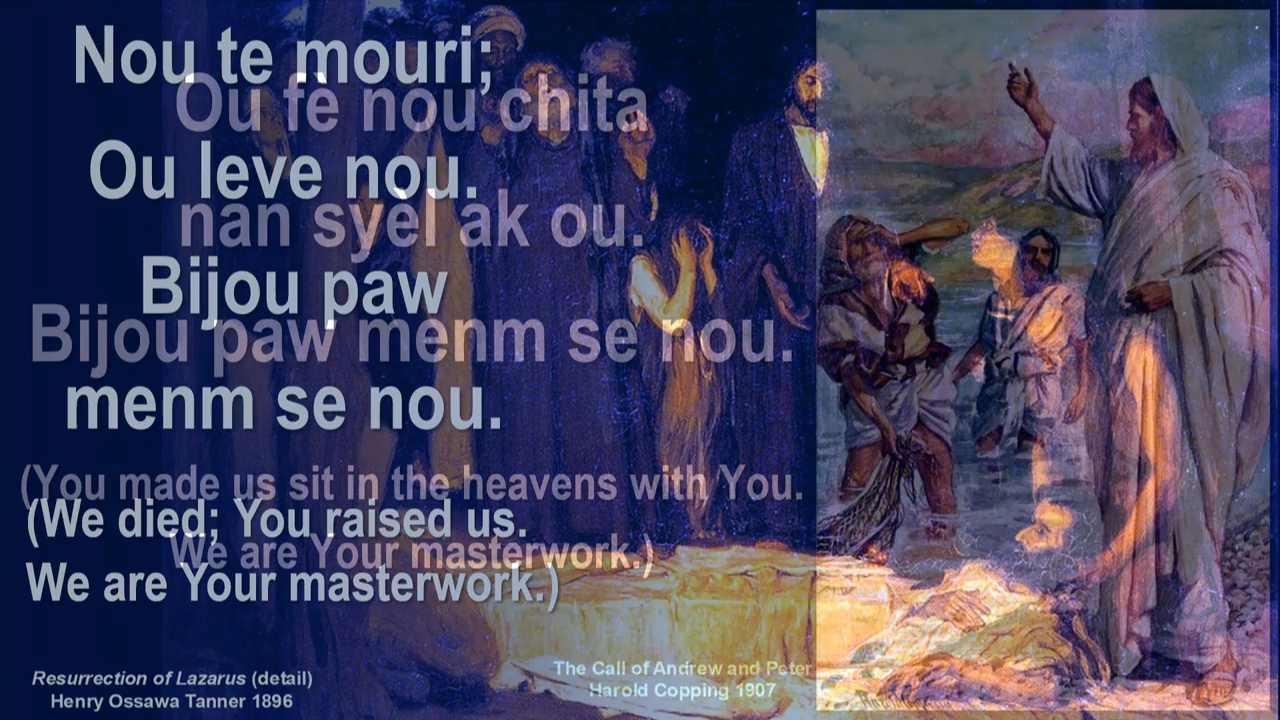 Nou te mouri;
Ou leve nou.
Bijou paw
menm se nou.
(We died; You raised us.
We are Your masterwork.)
Ou fè nou chita
nan syèl ak ou.
Bijou paw menm se nou.
(You made us sit in the heavens with You.
We are Your masterwork.)
Resurrection of Lazarus (detail)
Henry Ossawa Tanner 1896
The Call of Andrew and Peter
Harold Copping 1907